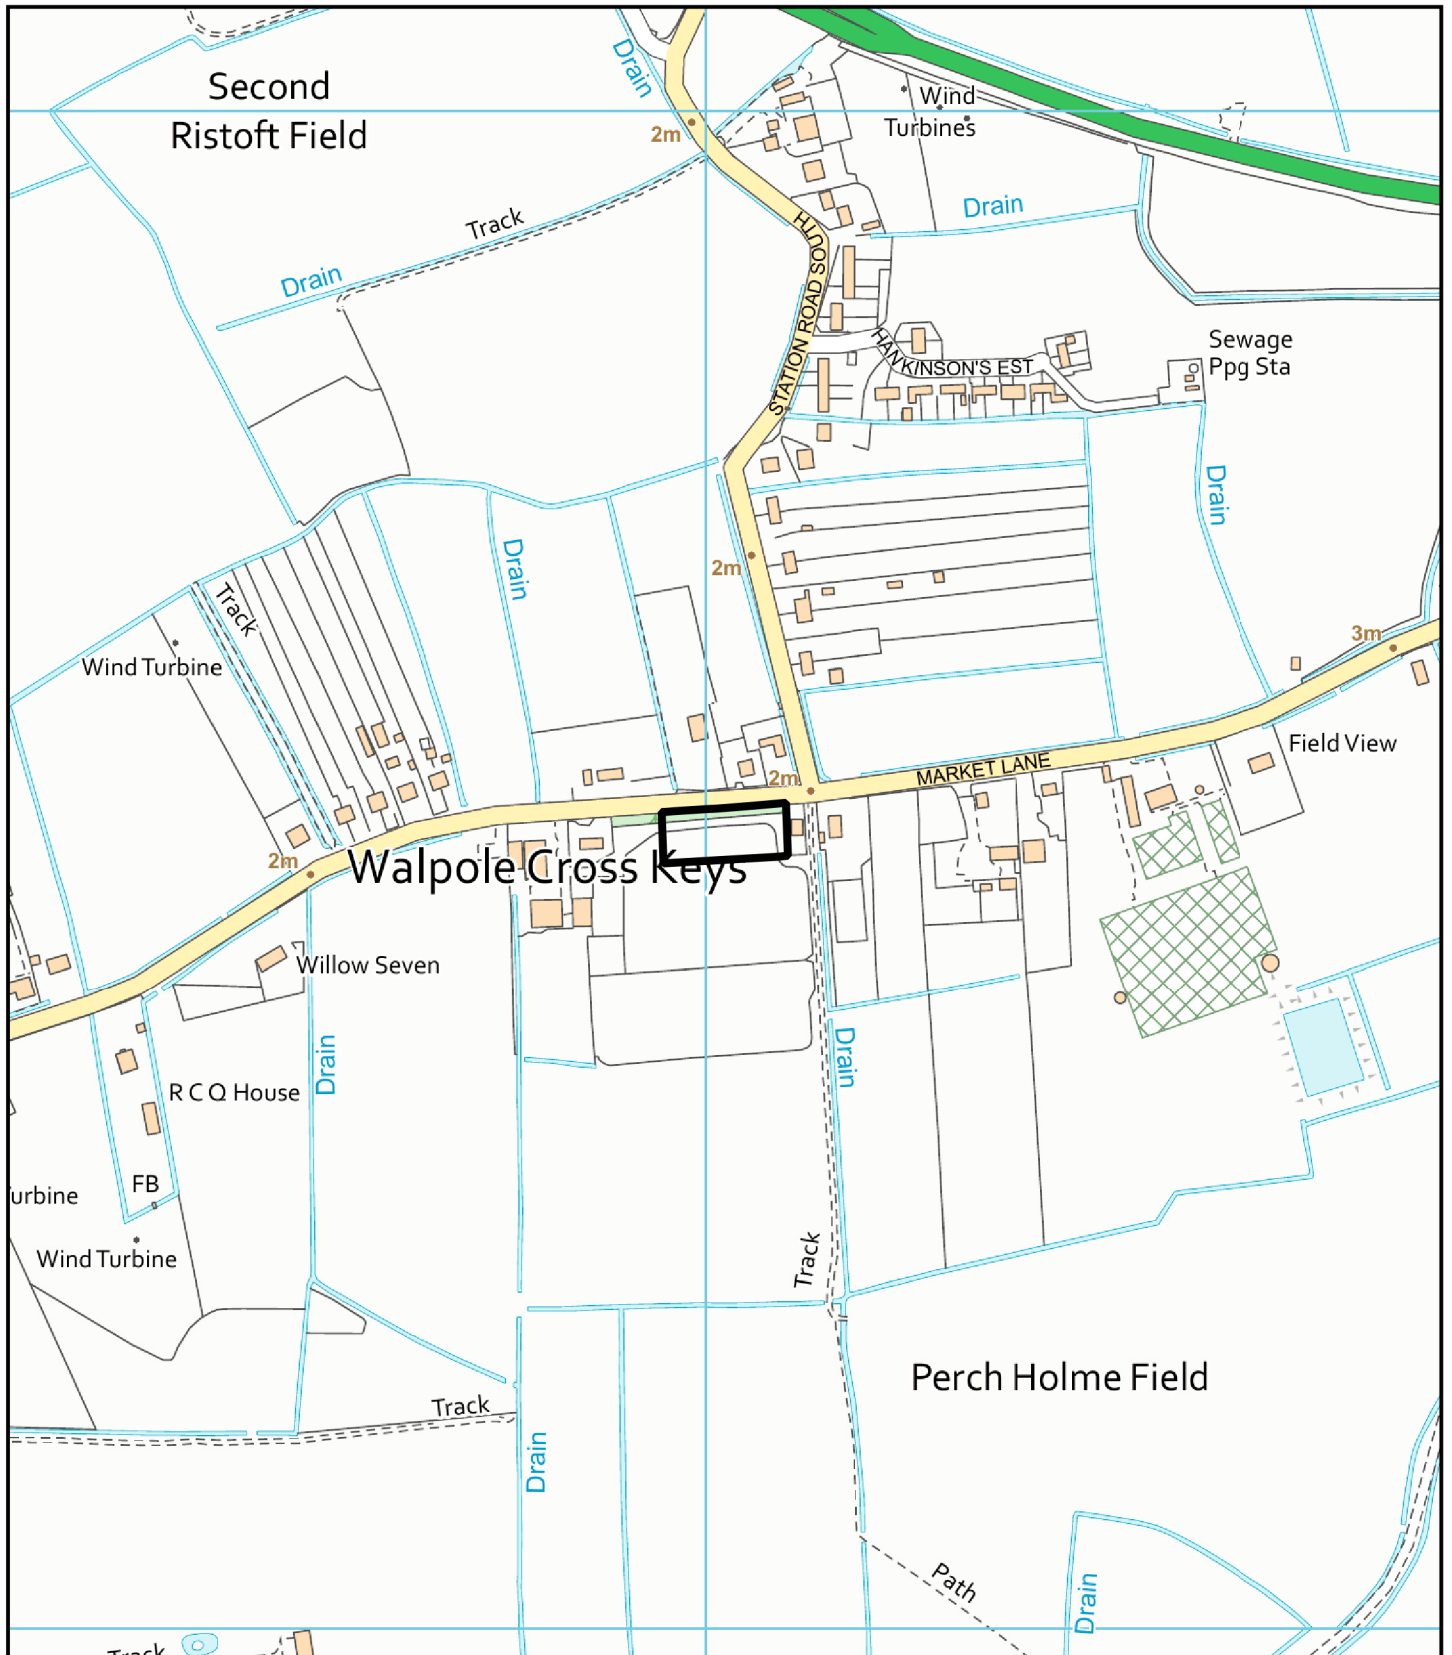 Second
Ristoft Field
Drain
2m
Wind
Turbines
Track
Drain
Drain
STATION ROAD SOUTH
HANKINSON'S EST
Sewage
Ppg Sta
Drain
Drain
2m
Track
Wind Turbine
3m
Field View
2m
MARKET LANE
2m
Walpole Cross Keys
Willow Seven
Drain
Drain
R C Q House
FB
urbine
Wind Turbine
Track
Perch Holme Field
Track
Drain
Path
Drain
Track